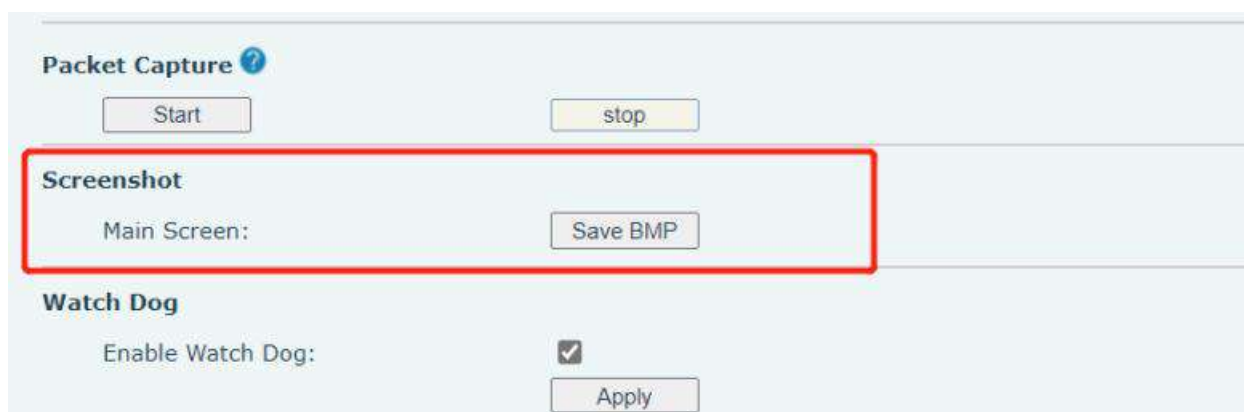 Packet Capture ?
Start stop
Screenshot
Main Screen: Save BMP
Watch Dog
Enable Watch Dog:
Apply